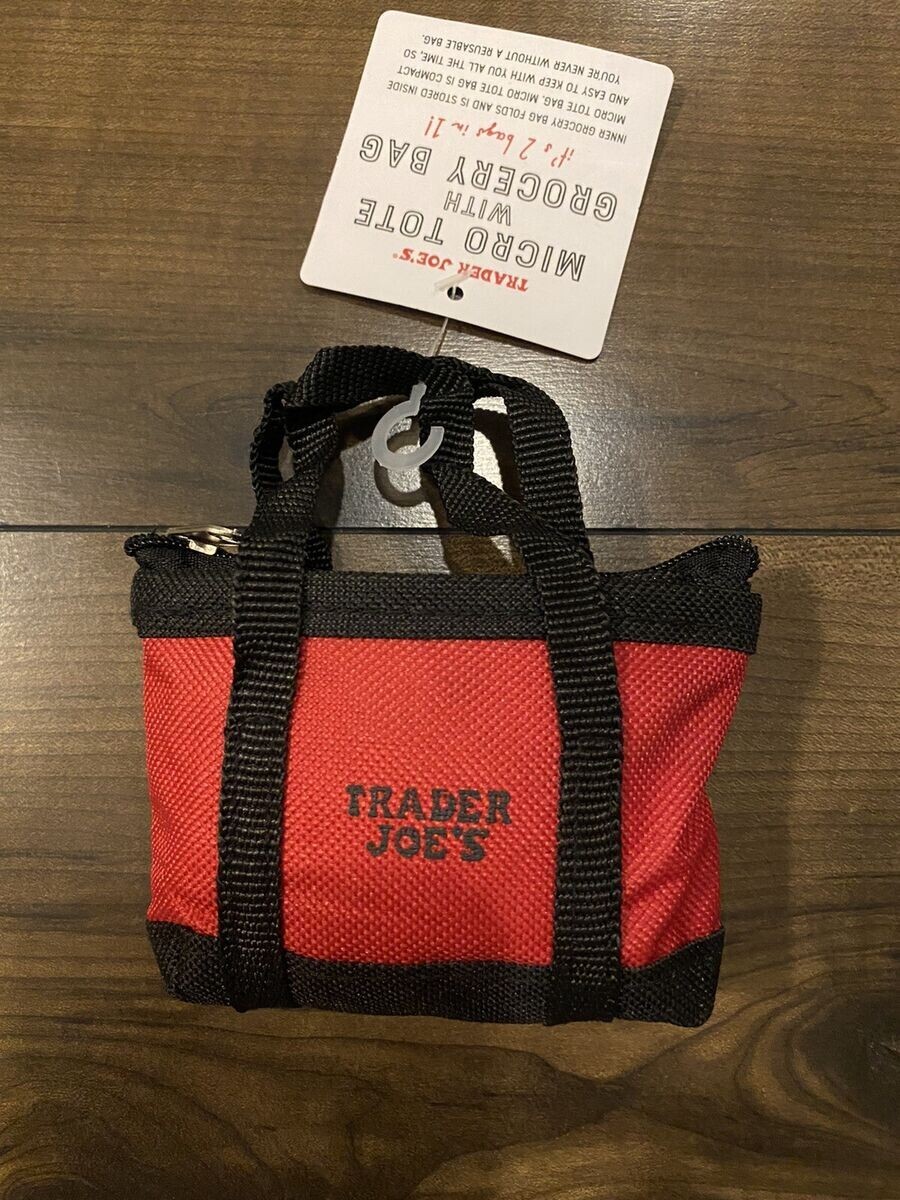 TRADER JOE'S®
MICRO TOTE
WITH
GROCERY BAG
it's 2 bags in 1!
INNER GROCERY BAG FOLDS AND IS STORED INSIDE
MICRO TOTE BAG. MICRO TOTE BAG IS COMPACT
AND EASY TO KEEP WITH YOU ALL THE TIME, SO
YOU'RE NEVER WITHOUT A REUSABLE BAG.
TRADER
JOE'S